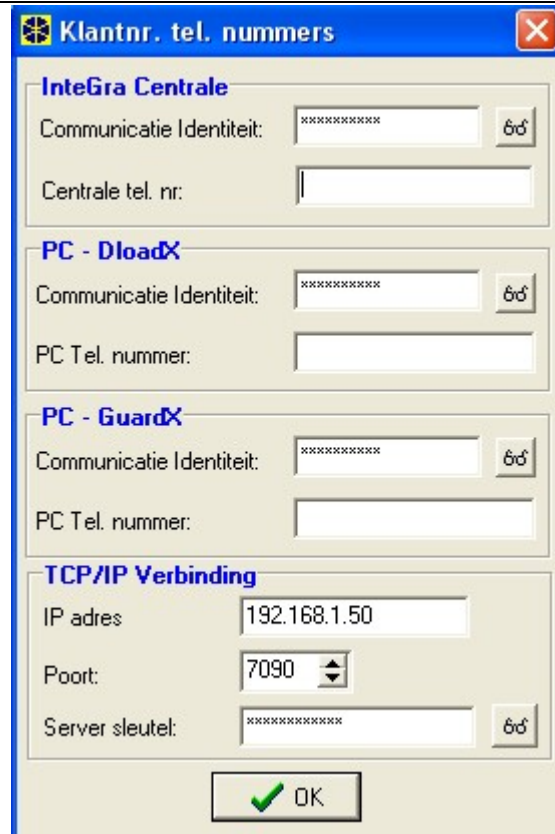 Klantnr. tel. nummers
InteGra Centrale
Communicatie Identiteit: **********
Centrale tel. nr:
PC - DloadX
Communicatie Identiteit: **********
PC Tel. nummer:
PC - GuardX
Communicatie Identiteit: **********
PC Tel. nummer:
TCP/IP Verbinding
IP adres 192.168.1.50
Poort: 7090
Server sleutel: ************
OK